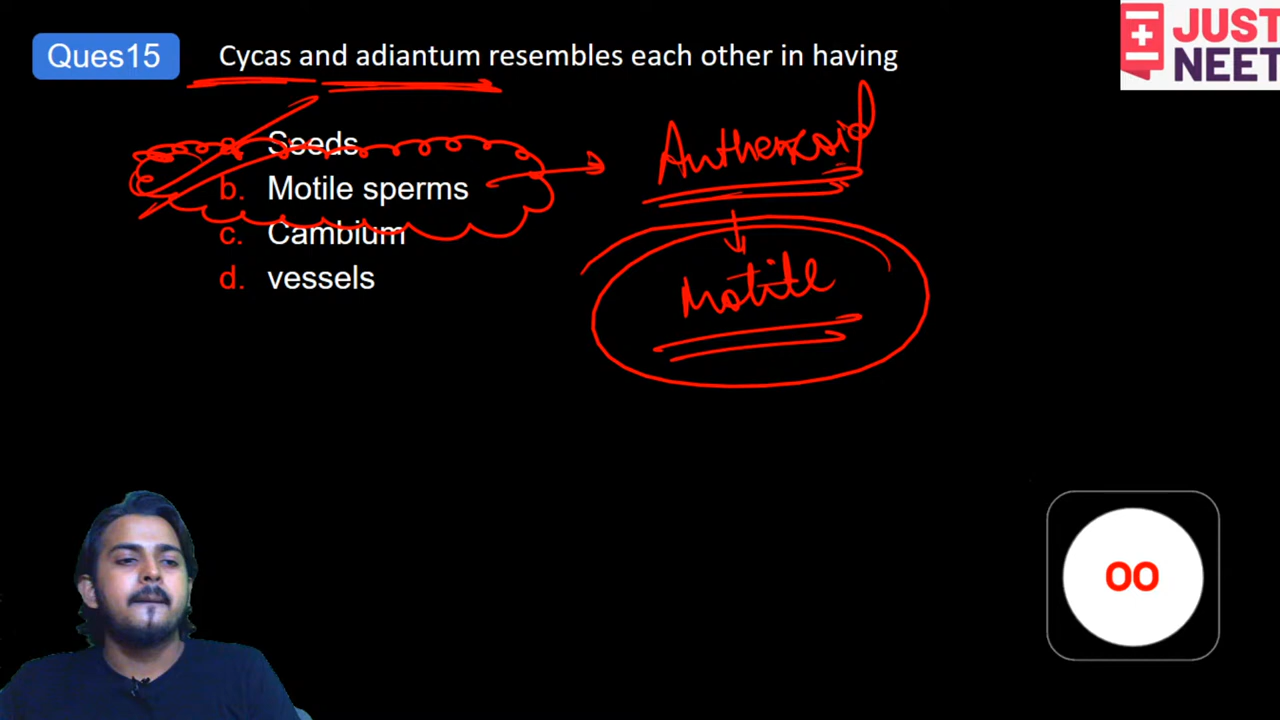 JUST
NEET
Ques15 Cycas and adiantum resembles each other in having
a. Seeds
b. Motile sperms
c. Cambium
d. vessels
Antherozoid
Motile
00